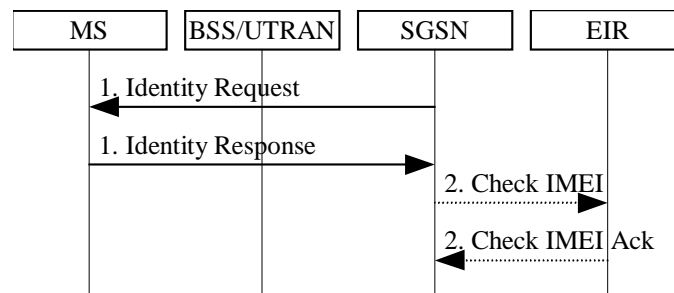 MS BSS/UTRAN SGSN EIR
1. Identity Request
1. Identity Response
2. Check IMEI
2. Check IMEI Ack